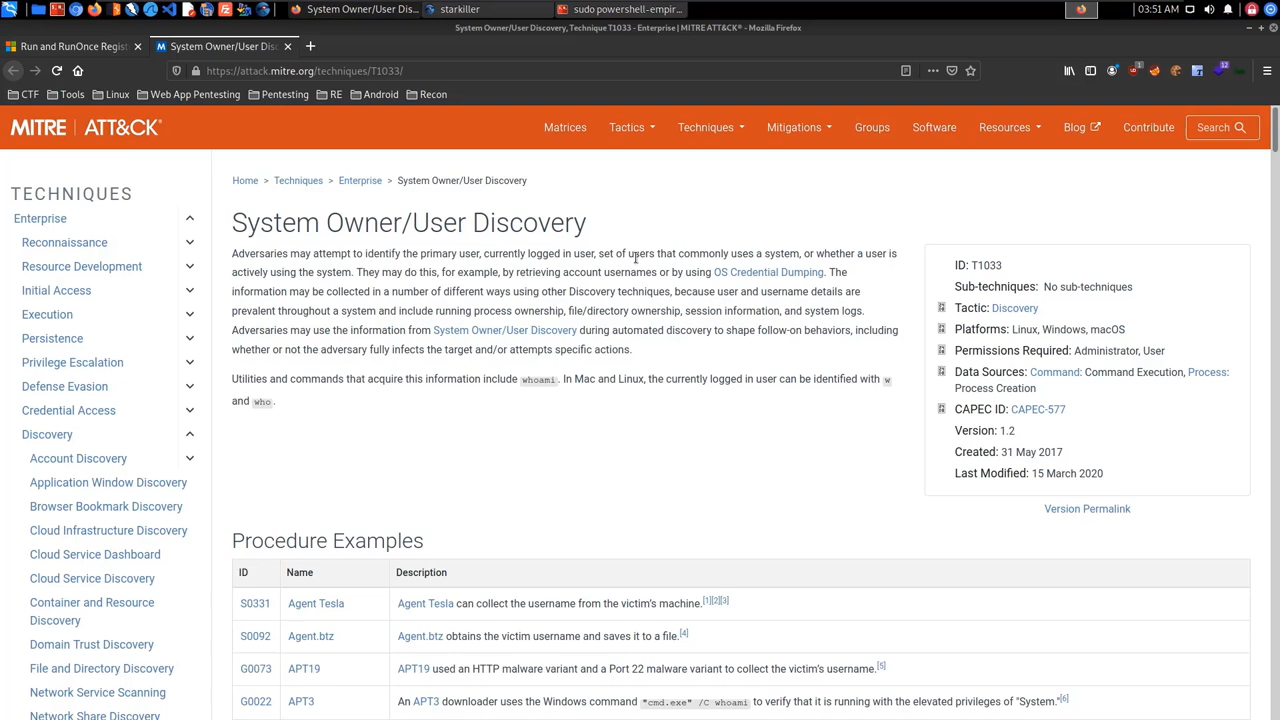 System Owner/User Dis...
starkiller
sudo powershell-empir...
03:51 AM
System Owner/User Discovery, Technique T1033 - Enterprise | MITRE ATT&CK® - Mozilla Firefox
Run and RunOnce Regist
System Owner/User Disc
https://attack.mitre.org/techniques/T1033/
CTF
Tools
Linux
Web App Pentesting
Pentesting
RE
Android
Recon
MITRE | ATT&CK®
Matrices
Tactics
Techniques
Mitigations
Groups
Software
Resources
Blog
Contribute
Search
TECHNIQUES
Enterprise
Reconnaissance
Resource Development
Initial Access
Execution
Persistence
Privilege Escalation
Defense Evasion
Credential Access
Discovery
Account Discovery
Application Window Discovery
Browser Bookmark Discovery
Cloud Infrastructure Discovery
Cloud Service Dashboard
Cloud Service Discovery
Container and Resource
Discovery
Domain Trust Discovery
File and Directory Discovery
Network Service Scanning
Network Share Discovery
Home > Techniques > Enterprise > System Owner/User Discovery
System Owner/User Discovery
Adversaries may attempt to identify the primary user, currently logged in user, set of users that commonly uses a system, or whether a user is
actively using the system. They may do this, for example, by retrieving account usernames or by using OS Credential Dumping. The
information may be collected in a number of different ways using other Discovery techniques, because user and username details are
prevalent throughout a system and include running process ownership, file/directory ownership, session information, and system logs.
Adversaries may use the information from System Owner/User Discovery during automated discovery to shape follow-on behaviors, including
whether or not the adversary fully infects the target and/or attempts specific actions.
Utilities and commands that acquire this information include whoami. In Mac and Linux, the currently logged in user can be identified with w
and who.
ID: T1033
Sub-techniques: No sub-techniques
Tactic: Discovery
Platforms: Linux, Windows, macOS
Permissions Required: Administrator, User
Data Sources: Command: Command Execution, Process:
Process Creation
CAPEC ID: CAPEC-577
Version: 1.2
Created: 31 May 2017
Last Modified: 15 March 2020
Version Permalink
Procedure Examples
ID Name Description
S0331 Agent Tesla Agent Tesla can collect the username from the victim's machine.[1][2][3]
S0092 Agent.btz Agent.btz obtains the victim username and saves it to a file.[4]
G0073 APT19 APT19 used an HTTP malware variant and a Port 22 malware variant to collect the victim's username.[5]
G0022 APT3 An APT3 downloader uses the Windows command "cmd.exe" /C whoami to verify that it is running with the elevated privileges of "System."[6]